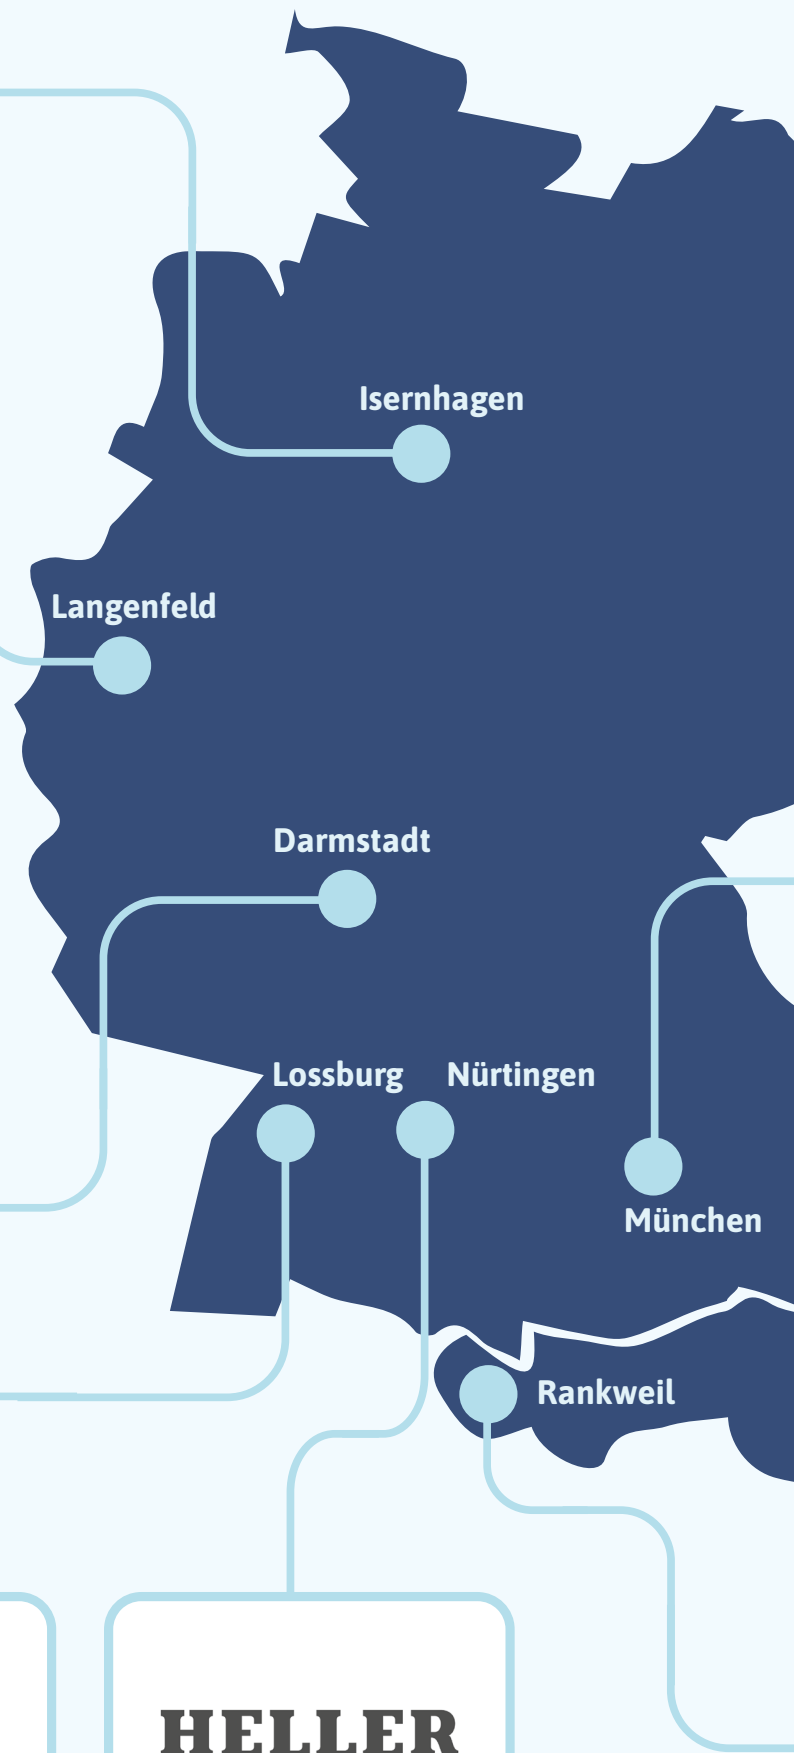 Isernhagen
Langenfeld
Darmstadt
Lossburg
Nürtingen
München
Rankweil
HELLER